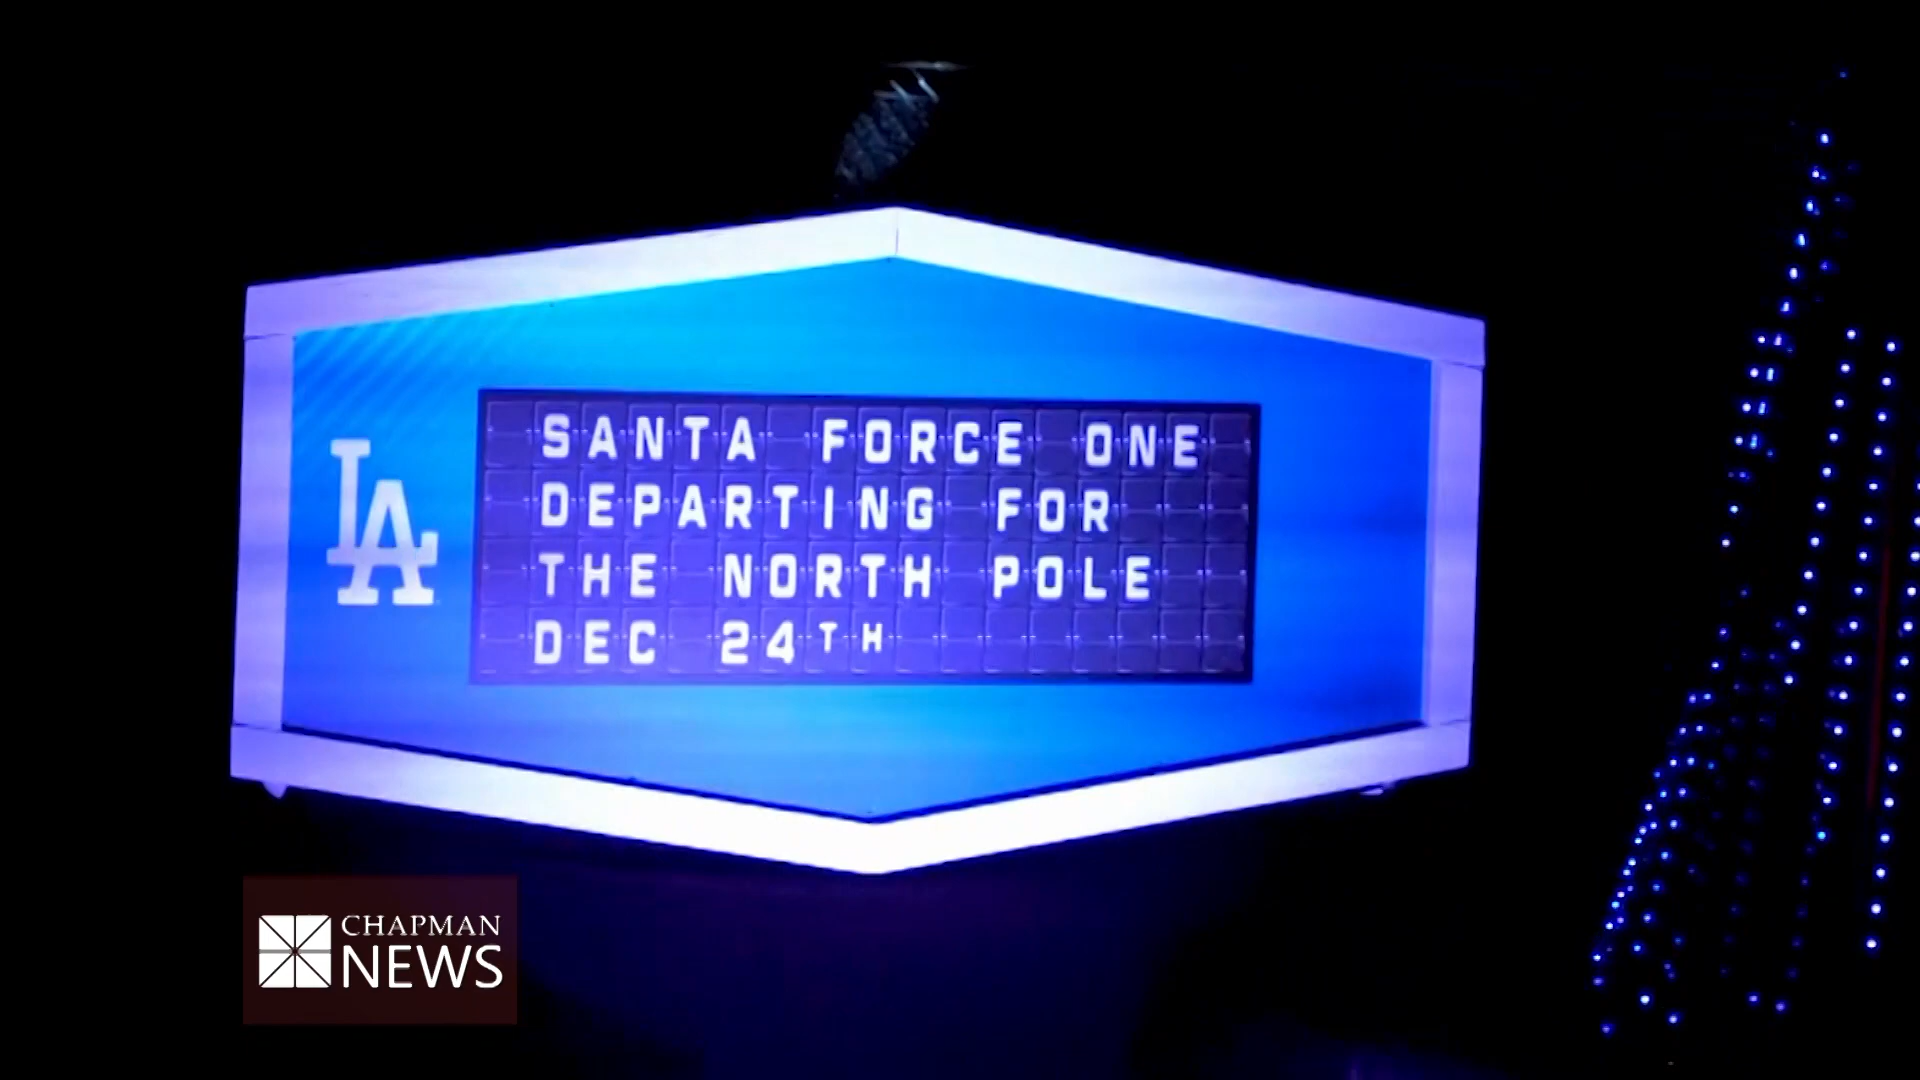 SANTA FORCE ONE
DEPARTING FOR
THE NORTH POLE
DEC 24TH
LA
CHAPMAN
NEWS